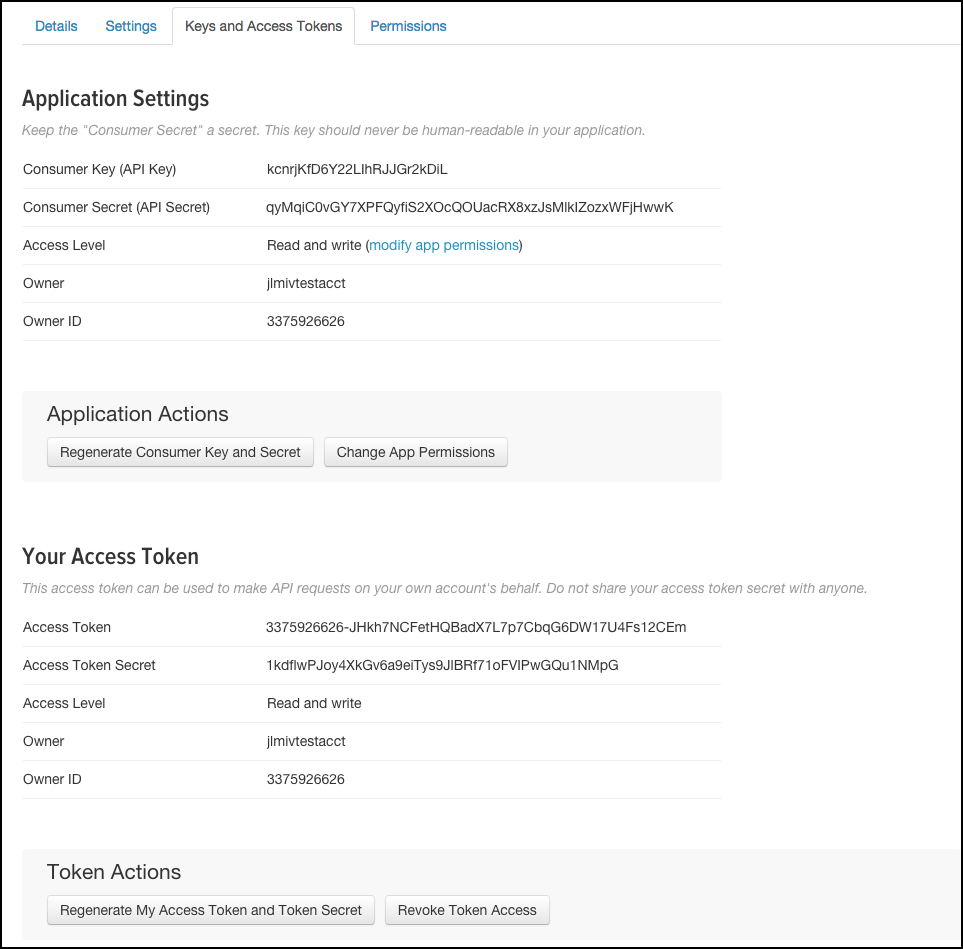 Details Settings Keys and Access Tokens Permissions
Application Settings
Keep the "Consumer Secret" a secret. This key should never be human-readable in your application.
Consumer Key (API Key) kcnrjKfD6Y22LIhRJJGr2kDiL
Consumer Secret (API Secret) qyMqiC0vGY7XPFQyfiS2XOcQOUacRX8xzJsMlkIZozxWFjHwwK
Access Level Read and write (modify app permissions)
Owner jlmivtestacct
Owner ID 3375926626
Application Actions
Regenerate Consumer Key and Secret Change App Permissions
Your Access Token
This access token can be used to make API requests on your own account's behalf. Do not share your access token secret with anyone.
Access Token 3375926626-JHkh7NCFetHQBadX7L7p7CbqG6DW17U4Fs12CEm
Access Token Secret 1kdflwPJoy4XkGv6a9eiTys9JlBRf71oFVIPwGQu1NMpG
Access Level Read and write
Owner jlmivtestacct
Owner ID 3375926626
Token Actions
Regenerate My Access Token and Token Secret Revoke Token Access